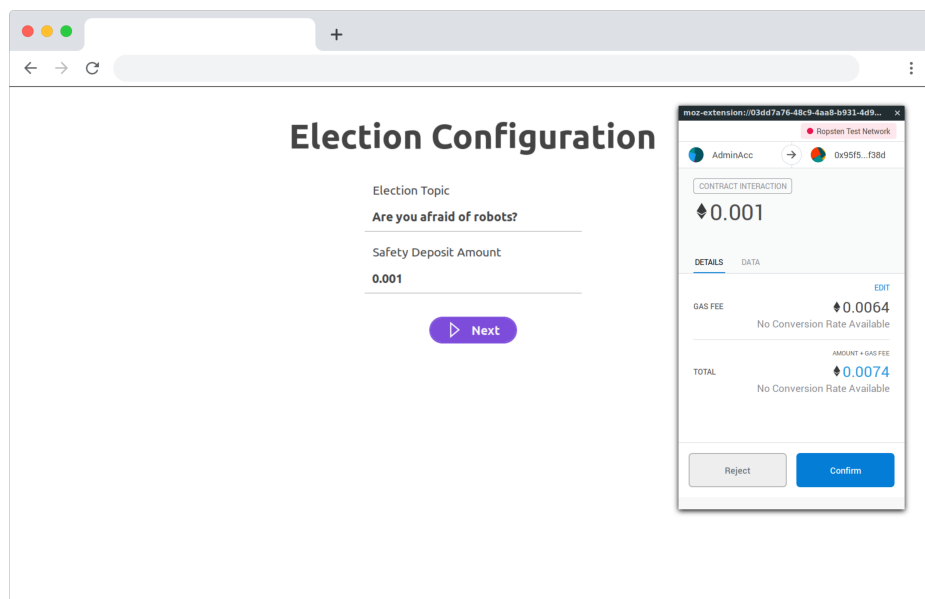 Election Configuration
Election Topic
Are you afraid of robots?
Safety Deposit Amount
0.001
Next
moz-extension://03dd7a76-48c9-4aa8-b931-4d9...
Ropsten Test Network
AdminAcc
0x95f5...f38d
CONTRACT INTERACTION
0.001
DETAILS DATA
EDIT
GAS FEE 0.0064
No Conversion Rate Available
AMOUNT + GAS FEE
TOTAL 0.0074
No Conversion Rate Available
Reject Confirm